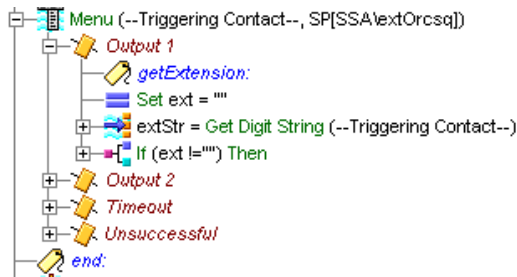 Menu (--Triggering Contact--, SP[SSA\extOrcsq])
Output 1
getExtension:
Set ext = ""
extStr = Get Digit String (--Triggering Contact--)
If (ext !="") Then
Output 2
Timeout
Unsuccessful
end: